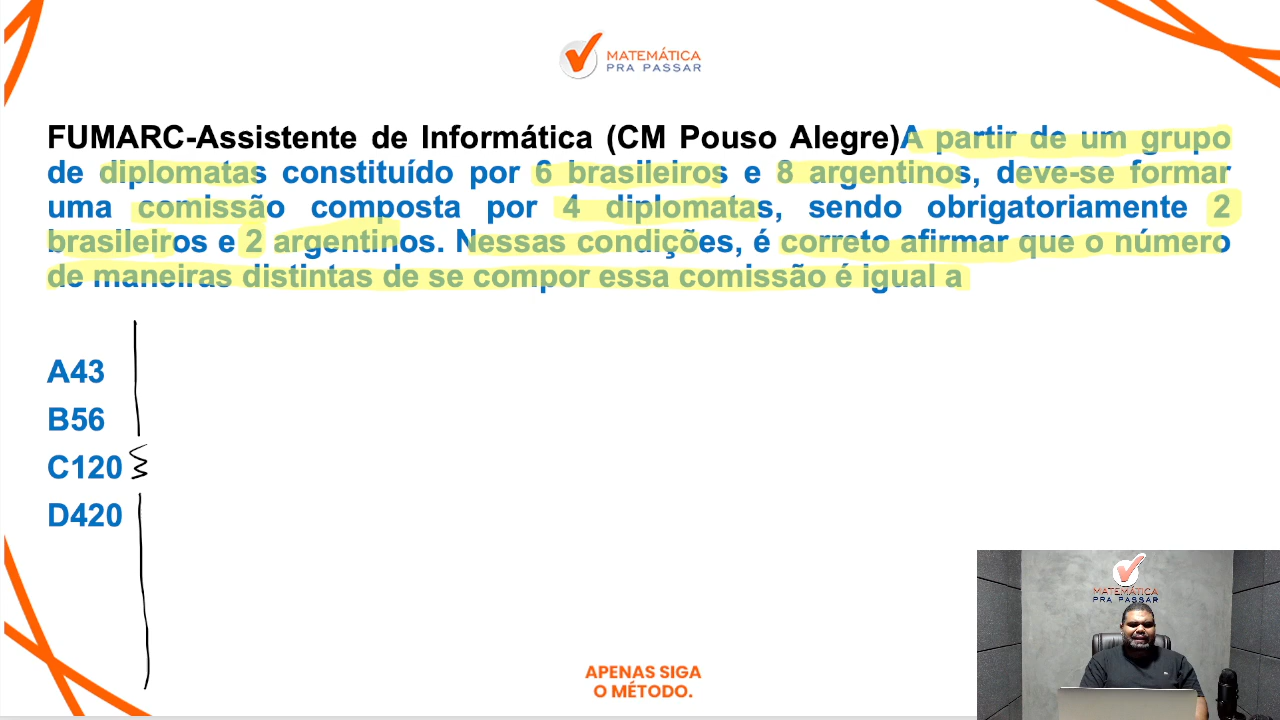 MATEMÁTICA
PRA PASSAR
FUMARC-Assistente de Informática (CM Pouso Alegre)A partir de um grupo
de diplomatas constituído por 6 brasileiros e 8 argentinos, deve-se formar
uma comissão composta por 4 diplomatas, sendo obrigatoriamente 2
brasileiros e 2 argentinos. Nessas condições, é correto afirmar que o número
de maneiras distintas de se compor essa comissão é igual a
A43
B56
C120
D420
MATEMÁTICA
PRA PASSAR
APENAS SIGA
O MÉTODO.